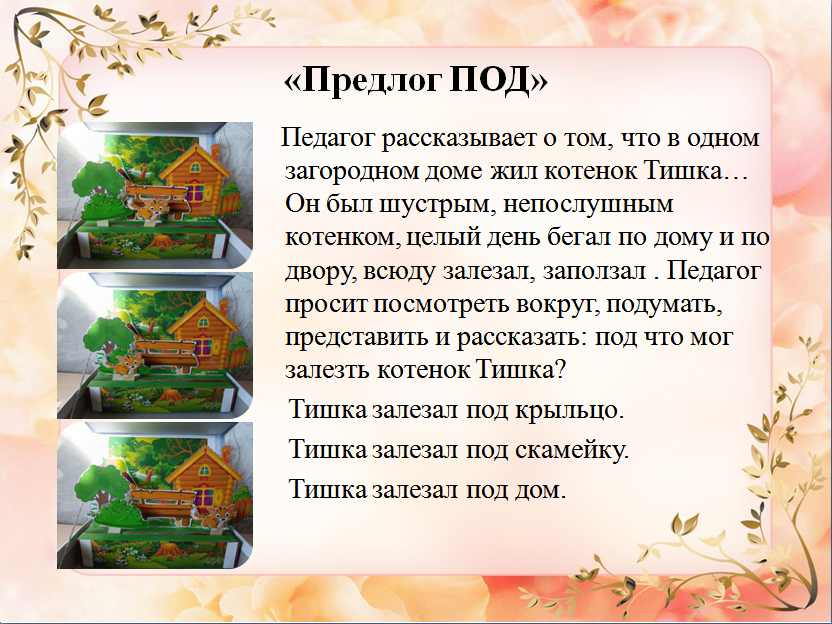 «Предлог ПОД»
Педагог рассказывает о том, что в одном
загородном доме жил котенок Тишка…
Он был шустрым, непослушным
котенком, целый день бегал по дому и по
двору, всюду залезал, заползал . Педагог
просит посмотреть вокруг, подумать,
представить и рассказать: под что мог
залезть котенок Тишка?
Тишка залезал под крыльцо.
Тишка залезал под скамейку.
Тишка залезал под дом.